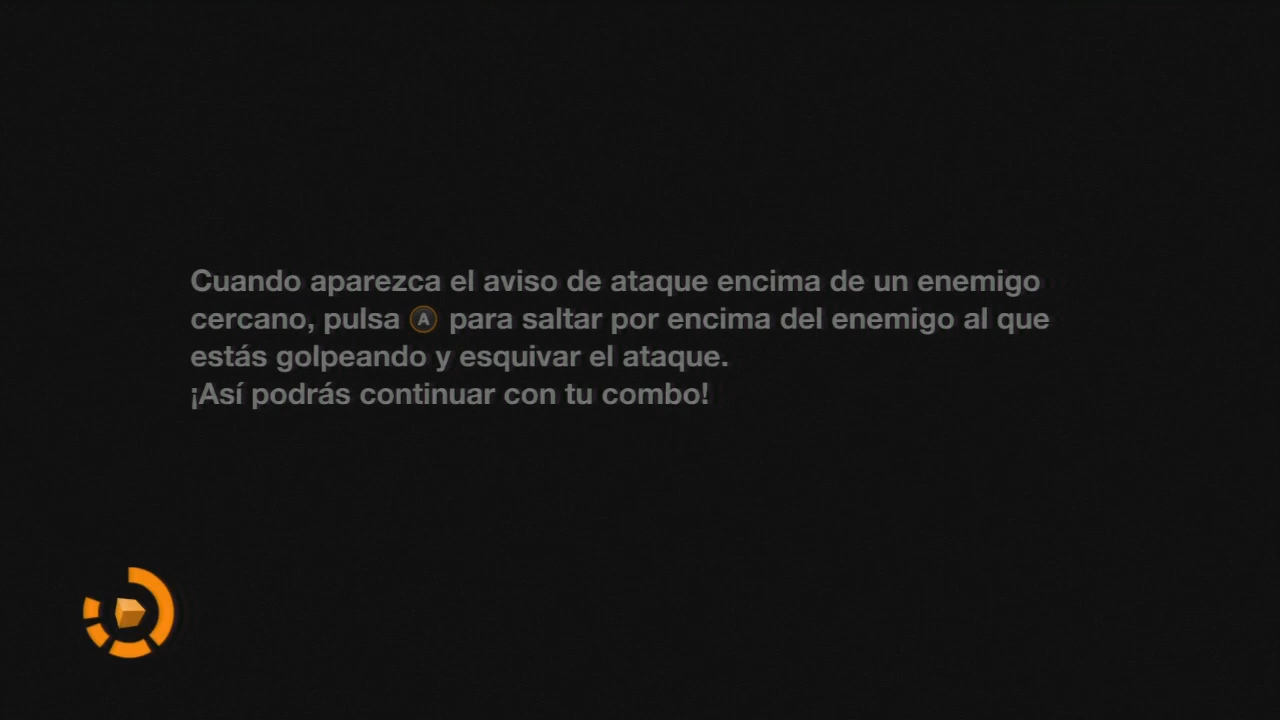 Cuando aparezca el aviso de ataque encima de un enemigo
cercano, pulsa A para saltar por encima del enemigo al que
estás golpeando y esquivar el ataque.
¡Así podrás continuar con tu combo!